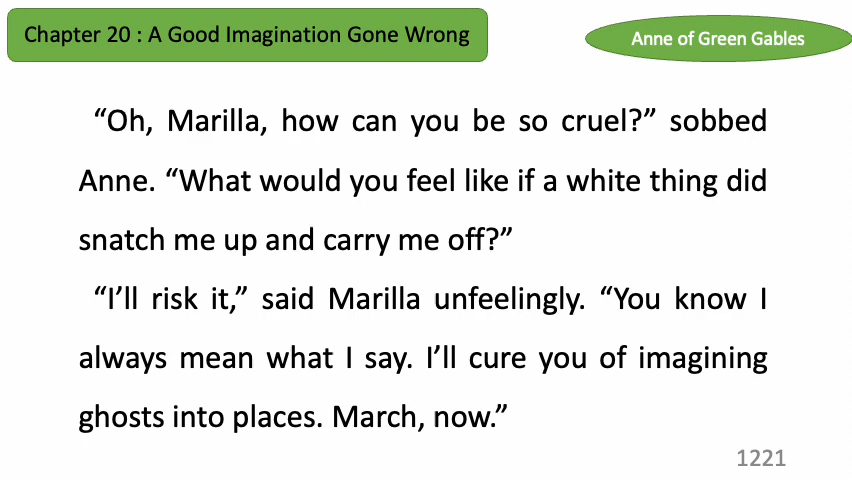 Chapter 20 : A Good Imagination Gone Wrong
Anne of Green Gables
“Oh, Marilla, how can you be so cruel?” sobbed
Anne. “What would you feel like if a white thing did
snatch me up and carry me off?”
“I’ll risk it,” said Marilla unfeelingly. “You know I
always mean what I say. I’ll cure you of imagining
ghosts into places. March, now.”
1221